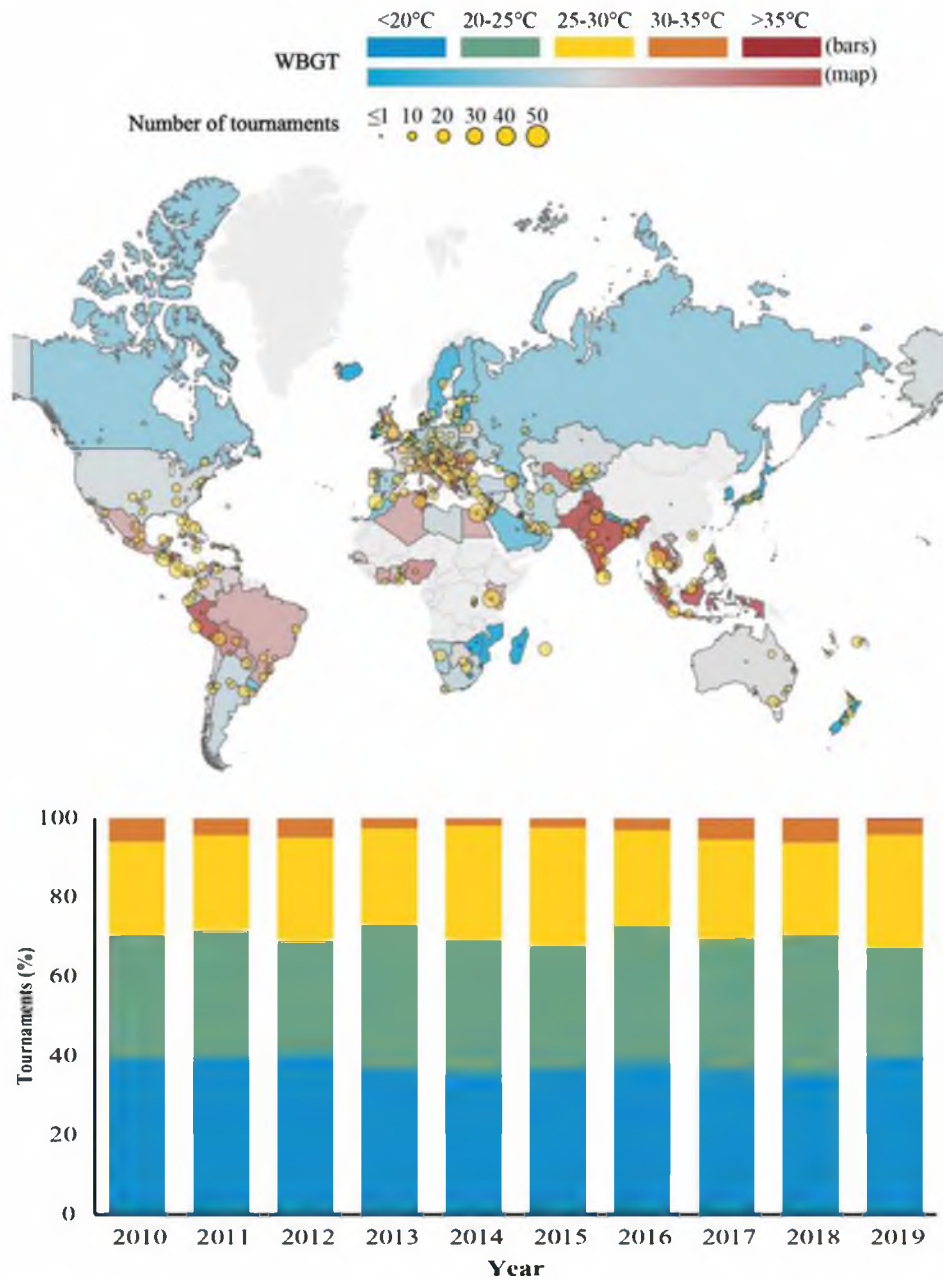 <20°C 20-25°C 25-30°C 30-35°C >35°C
WBGT
(bars)
(map)
Number of tournaments
≤1 10 20 30 40 50
100
80
60
40
20
0
Tournaments (%)
2010 2011 2012 2013 2014 2015 2016 2017 2018 2019
Year